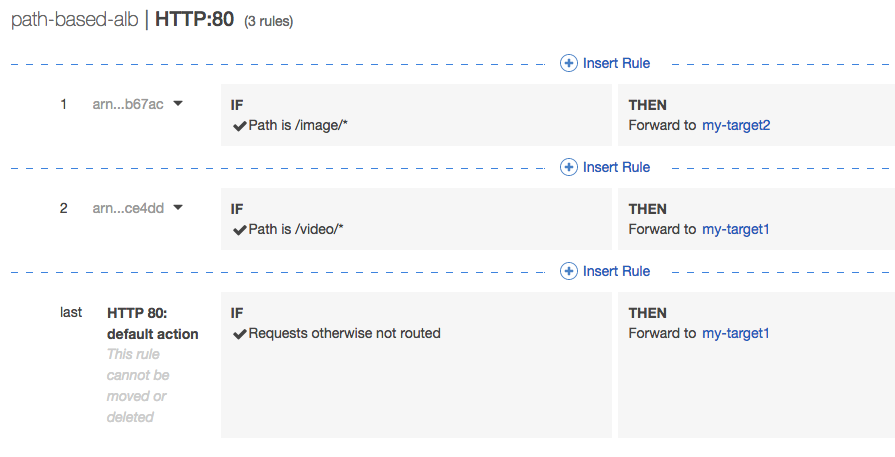 path-based-alb | HTTP:80 (3 rules)
Insert Rule
1 arn...b67ac IF THEN
Path is /image/* Forward to my-target2
Insert Rule
2 arn...ce4dd IF THEN
Path is /video/* Forward to my-target1
Insert Rule
last HTTP 80: IF THEN
default action Requests otherwise not routed Forward to my-target1
This rule
cannot be
moved or
deleted